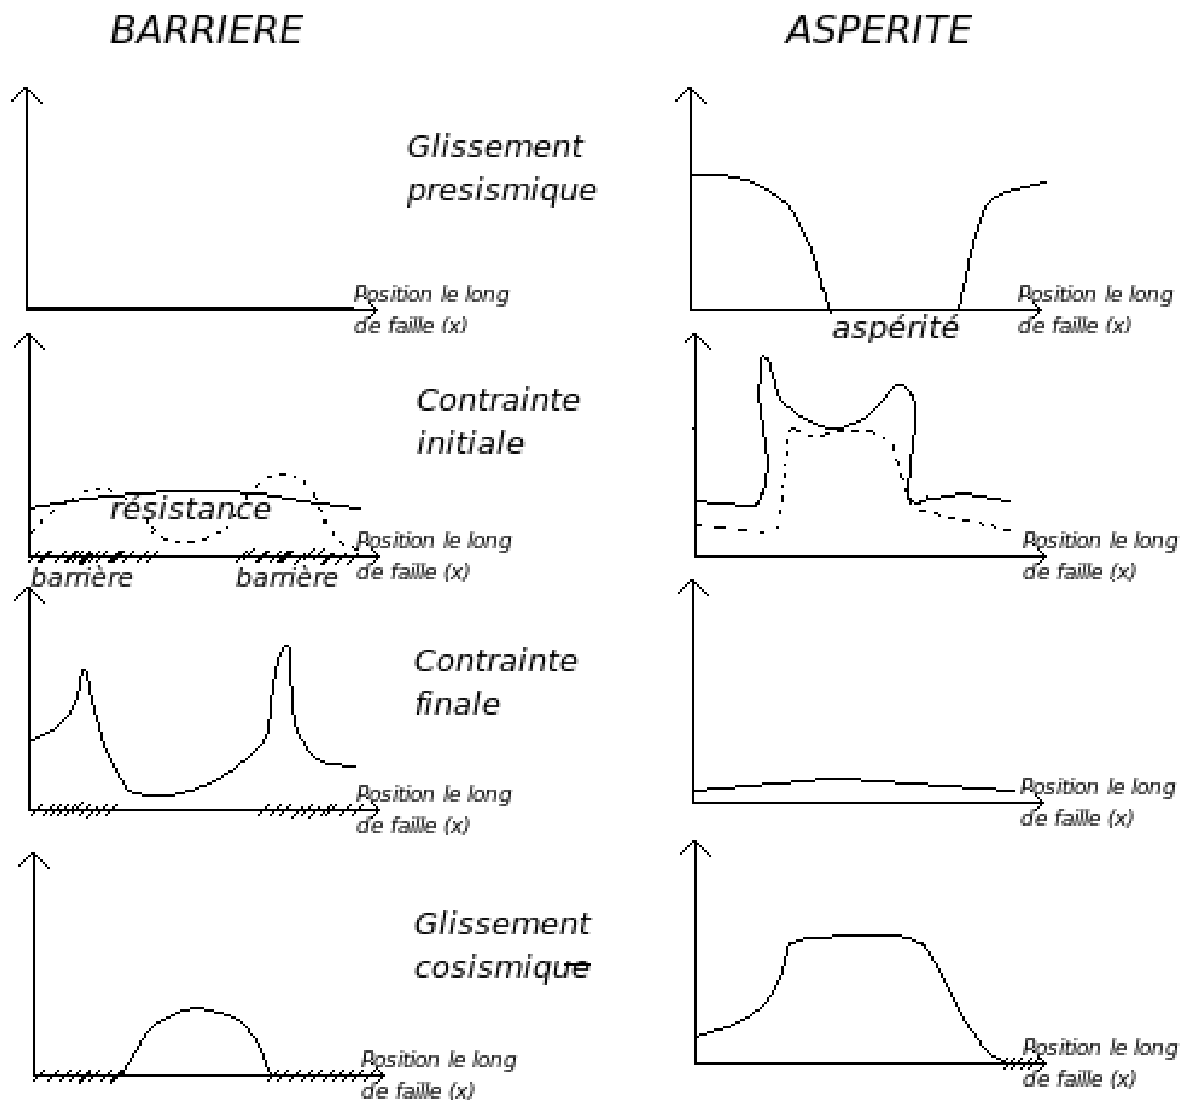 BARRIERE
ASPERITE
Glissement
presismique
Position le long
de faille (x)
Position le long
de faille (x)
aspérité
Contrainte
initiale
résistance
Position le long
de faille (x)
barrière
barrière
Position le long
de faille (x)
Contrainte
finale
Position le long
de faille (x)
Position le long
de faille (x)
Glissement
cosismique
Position le long
de faille (x)
Position le long
de faille (x)